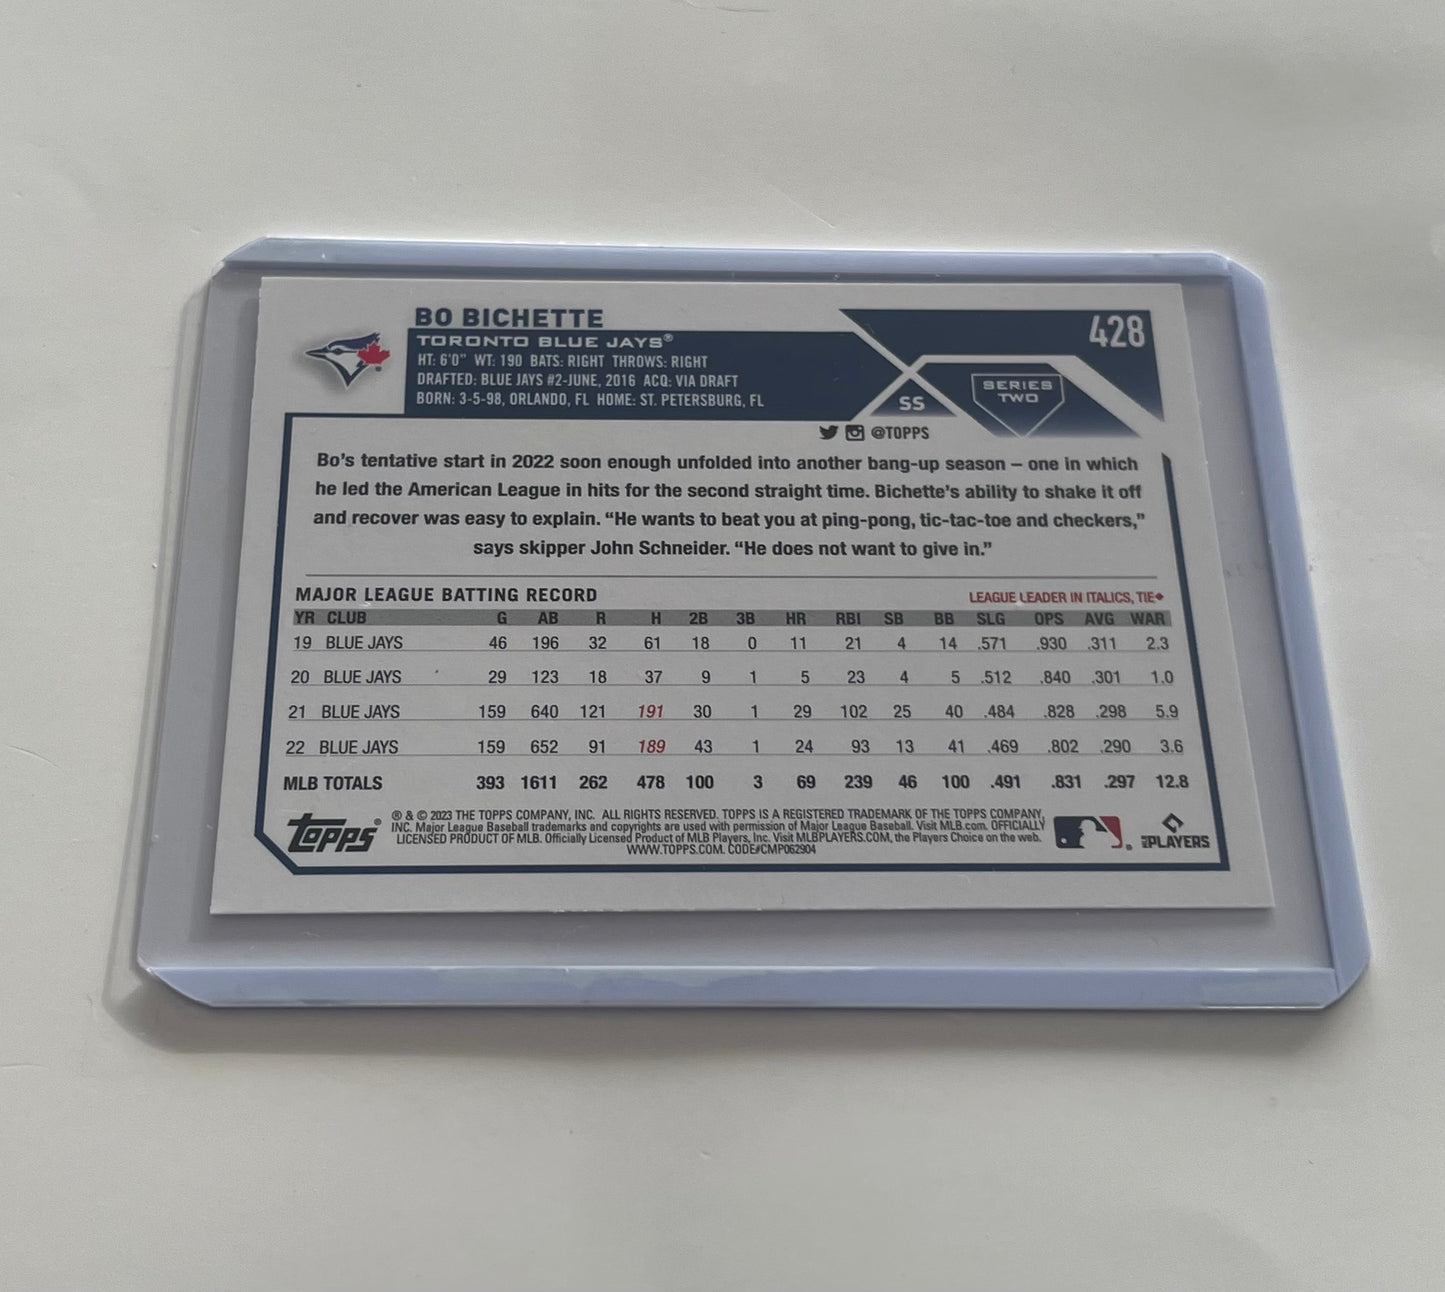 BO BICHETTE
428
TORONTO BLUE JAYS®
HT: 6'0" WT: 190 BATS: RIGHT THROWS: RIGHT
DRAFTED: BLUE JAYS #2-JUNE, 2016 ACQ: VIA DRAFT
BORN: 3-5-98, ORLANDO, FL HOME: ST. PETERSBURG, FL
SS
SERIES
TWO
@TOPPS
Bo's tentative start in 2022 soon enough unfolded into another bang-up season – one in which
he led the American League in hits for the second straight time. Bichette's ability to shake it off
and recover was easy to explain. “He wants to beat you at ping-pong, tic-tac-toe and checkers,”
says skipper John Schneider. “He does not want to give in.”
MAJOR LEAGUE BATTING RECORD LEAGUE LEADER IN ITALICS, TIE◆
YR CLUB G AB R H 2B 3B HR RBI SB BB SLG OPS AVG WAR
19 BLUE JAYS 46 196 32 61 18 0 11 21 4 14 .571 .930 .311 2.3
20 BLUE JAYS 29 123 18 37 9 1 5 23 4 5 .512 .840 .301 1.0
21 BLUE JAYS 159 640 121 191 30 1 29 102 25 40 .484 .828 .298 5.9
22 BLUE JAYS 159 652 91 189 43 1 24 93 13 41 .469 .802 .290 3.6
MLB TOTALS 393 1611 262 478 100 3 69 239 46 100 .491 .831 .297 12.8
Topps®
® & © 2023 THE TOPPS COMPANY, INC. ALL RIGHTS RESERVED. TOPPS IS A REGISTERED TRADEMARK OF THE TOPPS COMPANY,
INC. Major League Baseball trademarks and copyrights are used with permission of Major League Baseball. Visit MLB.com. OFFICIALLY
LICENSED PRODUCT OF MLB. Officially Licensed Product of MLB Players, Inc. Visit MLBPLAYERS.COM, the Players Choice on the web.
WWW.TOPPS.COM. CODE#CMP062904
MLB PLAYERS